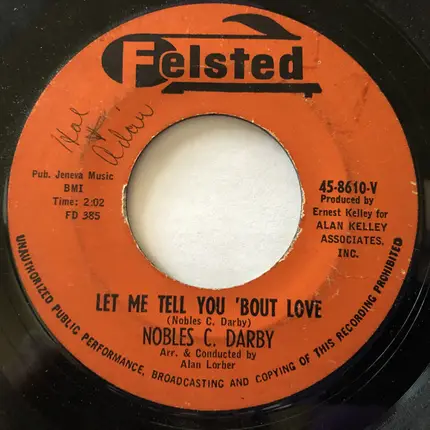 Felsted
Hal
Adair
Pub. Jeneva Music
BMI
Time: 2:02
FD 385
45-8610-V
Produced by
Ernest Kelley for
ALAN KELLEY
ASSOCIATES,
INC.
LET ME TELL YOU 'BOUT LOVE
(Nobles C. Darby)
NOBLES C. DARBY
Arr. & Conducted by
Alan Lorber
UNAUTHORIZED PUBLIC PERFORMANCE, BROADCASTING AND COPYING OF THIS RECORDING PROHIBITED